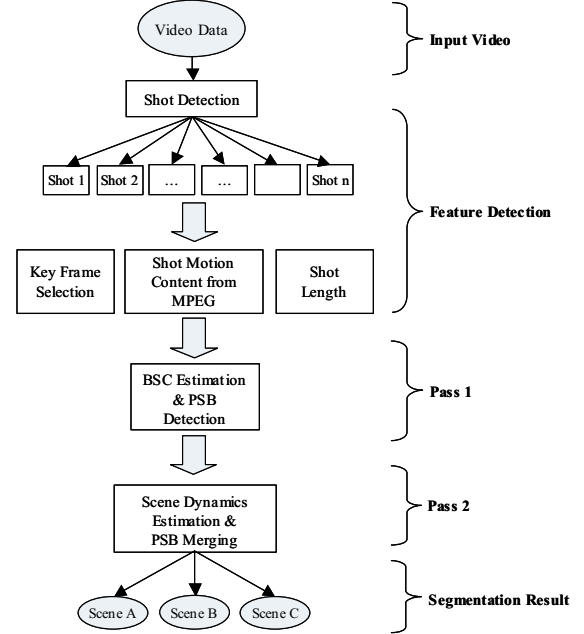 Video Data
Input Video
Shot Detection
Shot 1
Shot 2
...
...
Shot n
Feature Detection
Key Frame
Selection
Shot Motion
Content from
MPEG
Shot
Length
BSC Estimation
& PSB
Detection
Pass 1
Scene Dynamics
Estimation &
PSB Merging
Pass 2
Scene A
Scene B
Scene C
Segmentation Result